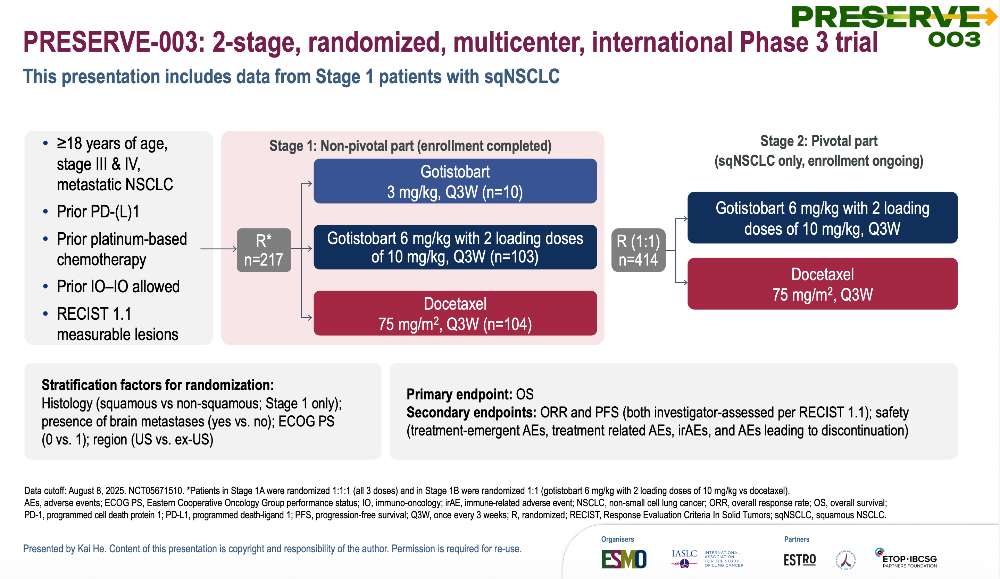 PRESERVE
003
PRESERVE-003: 2-stage, randomized, multicenter, international Phase 3 trial
This presentation includes data from Stage 1 patients with sqNSCLC
• ≥18 years of age,
stage III & IV,
metastatic NSCLC
• Prior PD-(L)1
• Prior platinum-based
chemotherapy
• Prior IO–IO allowed
• RECIST 1.1
measurable lesions
Stage 1: Non-pivotal part (enrollment completed)
R*
n=217
Gotistobart
3 mg/kg, Q3W (n=10)
Gotistobart 6 mg/kg with 2 loading doses
of 10 mg/kg, Q3W (n=103)
Docetaxel
75 mg/m², Q3W (n=104)
Stage 2: Pivotal part
(sqNSCLC only, enrollment ongoing)
R (1:1)
n=414
Gotistobart 6 mg/kg with 2 loading
doses of 10 mg/kg, Q3W
Docetaxel
75 mg/m², Q3W
Stratification factors for randomization:
Histology (squamous vs non-squamous; Stage 1 only);
presence of brain metastases (yes vs. no); ECOG PS
(0 vs. 1); region (US vs. ex-US)
Primary endpoint: OS
Secondary endpoints: ORR and PFS (both investigator-assessed per RECIST 1.1); safety
(treatment-emergent AEs, treatment related AEs, irAEs, and AEs leading to discontinuation)
Data cutoff: August 8, 2025. NCT05671510. *Patients in Stage 1A were randomized 1:1:1 (all 3 doses) and in Stage 1B were randomized 1:1 (gotistobart 6 mg/kg with 2 loading doses of 10 mg/kg vs docetaxel).
AEs, adverse events; ECOG PS, Eastern Cooperative Oncology Group performance status; IO, immuno-oncology; irAE, immune-related adverse event; NSCLC, non-small cell lung cancer; ORR, overall response rate; OS, overall survival;
PD-1, programmed cell death protein 1; PD-L1, programmed death-ligand 1; PFS, progression-free survival; Q3W, once every 3 weeks; R, randomized; RECIST, Response Evaluation Criteria In Solid Tumors; sqNSCLC, squamous NSCLC.
Presented by Kai He. Content of this presentation is copyright and responsibility of the author. Permission is required for re-use.
Organisers
ESMO
IASLC
INTERNATIONAL
ASSOCIATION
FOR THE STUDY
OF LUNG CANCER
Partners
ESTRO
ETOP·IBCSG
PARTNERS FOUNDATION